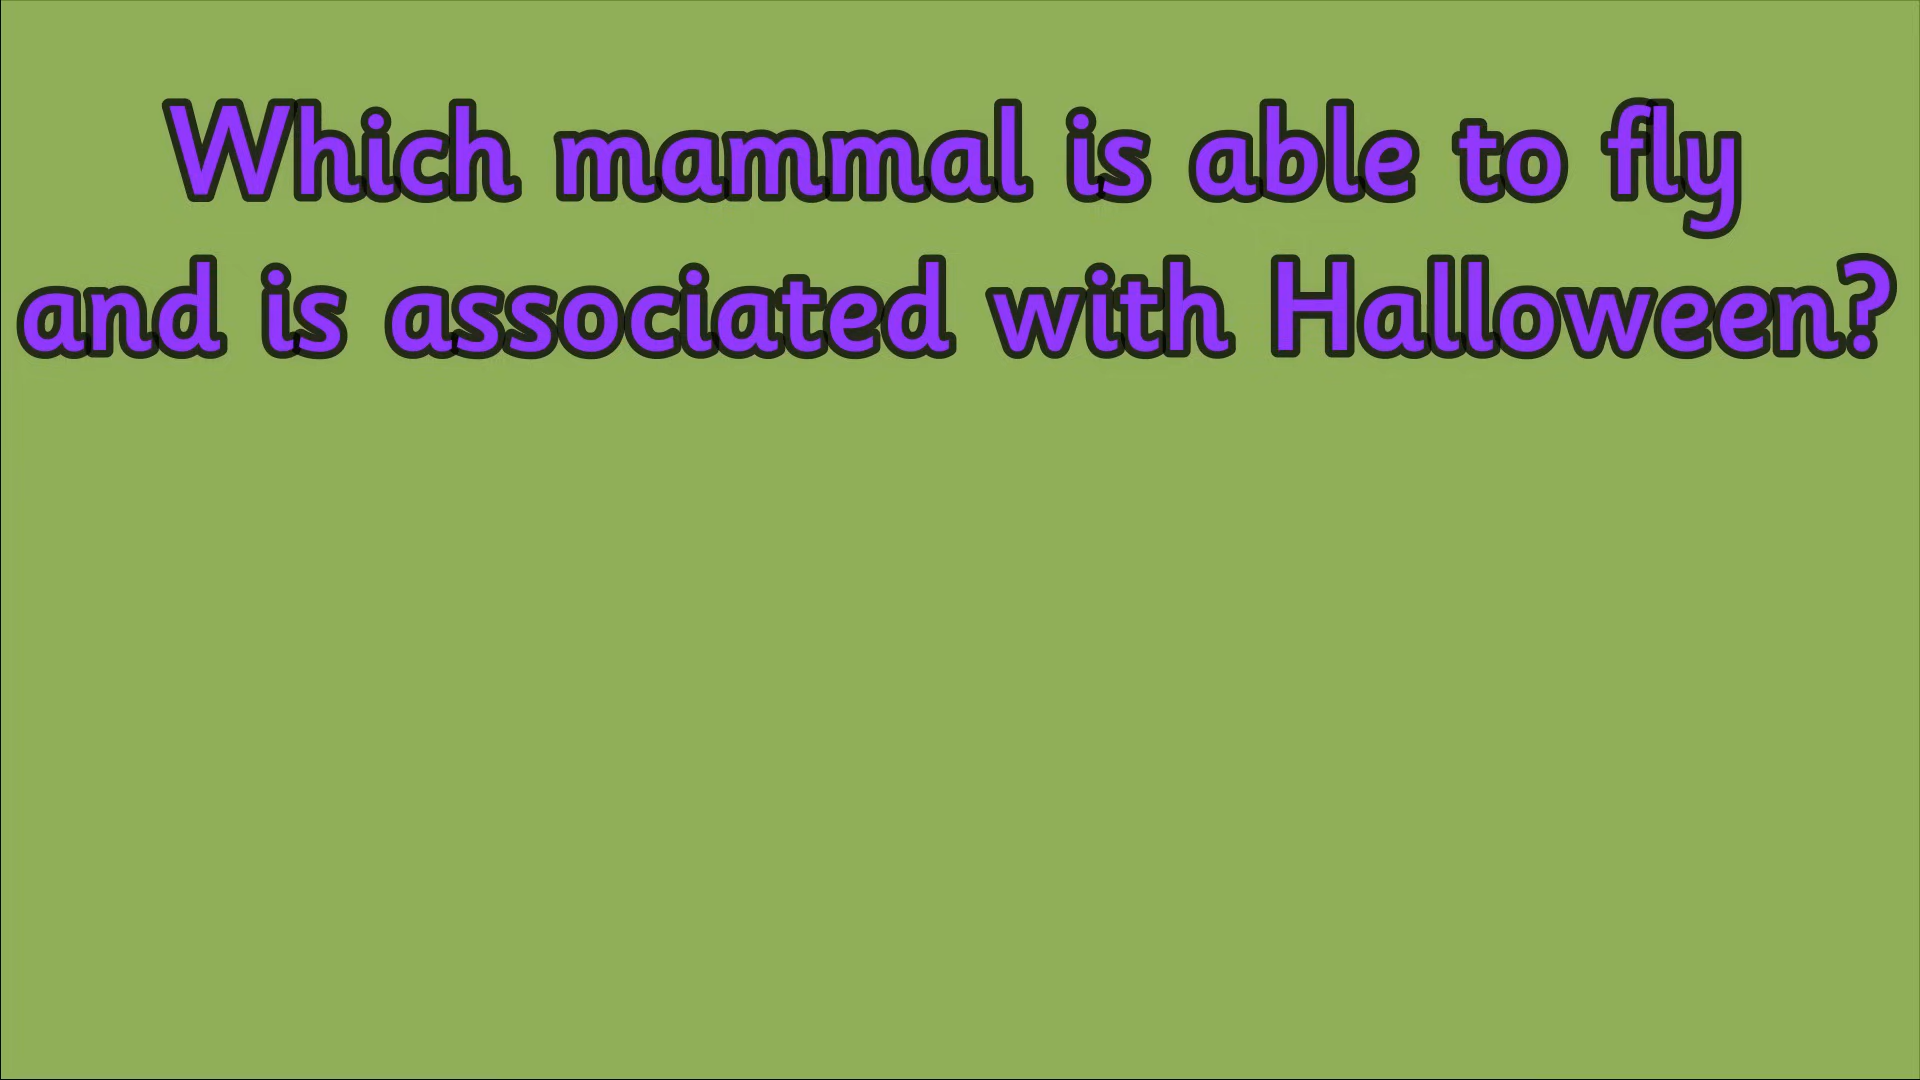 Which mammal is able to fly
and is associated with Halloween?